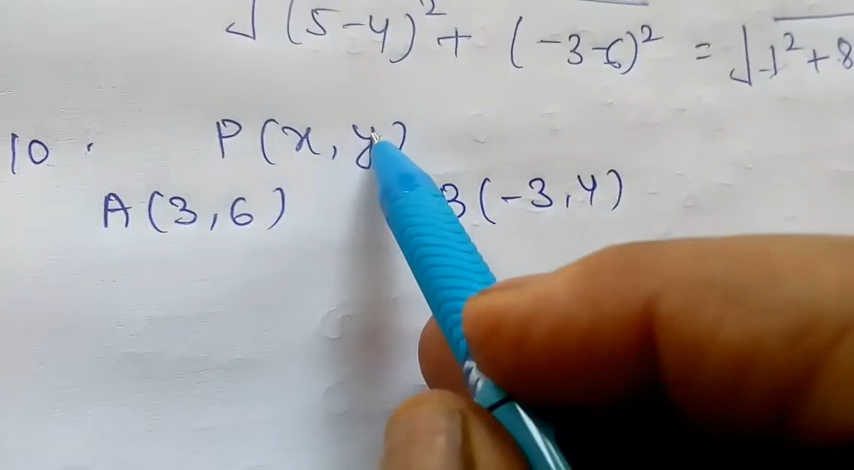 √(5-4)² + (-3-6)² = √1² + 8
10. P(x, y)
A(3, 6) B(-3, 4)